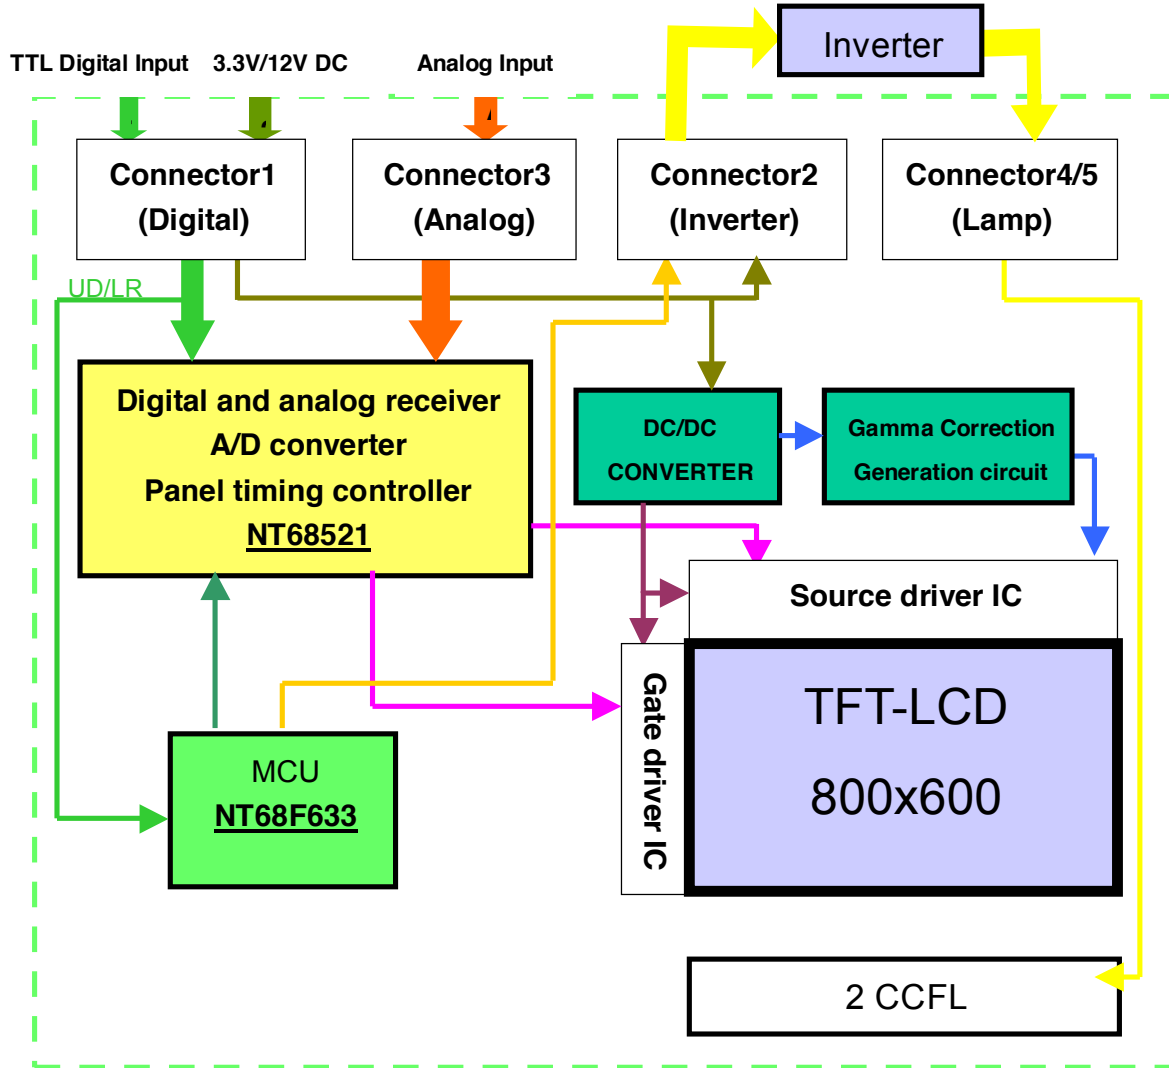 Inverter
TTL Digital Input
3.3V/12V DC
Analog Input
Connector1
(Digital)
Connector3
(Analog)
Connector2
(Inverter)
Connector4/5
(Lamp)
UD/LR
Digital and analog receiver
A/D converter
Panel timing controller
NT68521
DC/DC
CONVERTER
Gamma Correction
Generation circuit
Source driver IC
Gate driver IC
TFT-LCD
800x600
MCU
NT68F633
2 CCFL